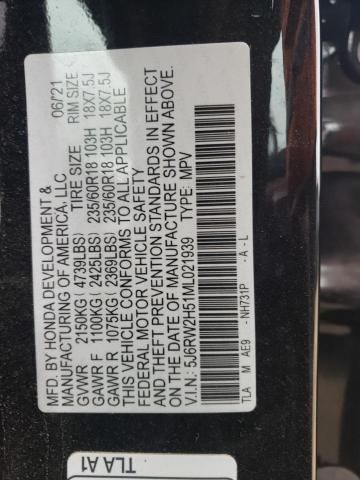 MFD. BY HONDA DEVELOPMENT & 06/21
MANUFACTURING OF AMERICA, LLC
TIRE SIZE RIM SIZE
GVWR 2150KG ( 4739LBS)
GAWR F 1100KG ( 2425LBS) 235/60R18 103H 18X7.5J
GAWR R 1075KG ( 2369LBS) 235/60R18 103H 18X7.5J
THIS VEHICLE CONFORMS TO ALL APPLICABLE
FEDERAL MOTOR VEHICLE SAFETY
AND THEFT PREVENTION STANDARDS IN EFFECT
ON THE DATE OF MANUFACTURE SHOWN ABOVE.
V.I.N.: 5J6RW2H51ML021939 TYPE: MPV
TLA M AE9 - NH731P - A - L
TLA A1